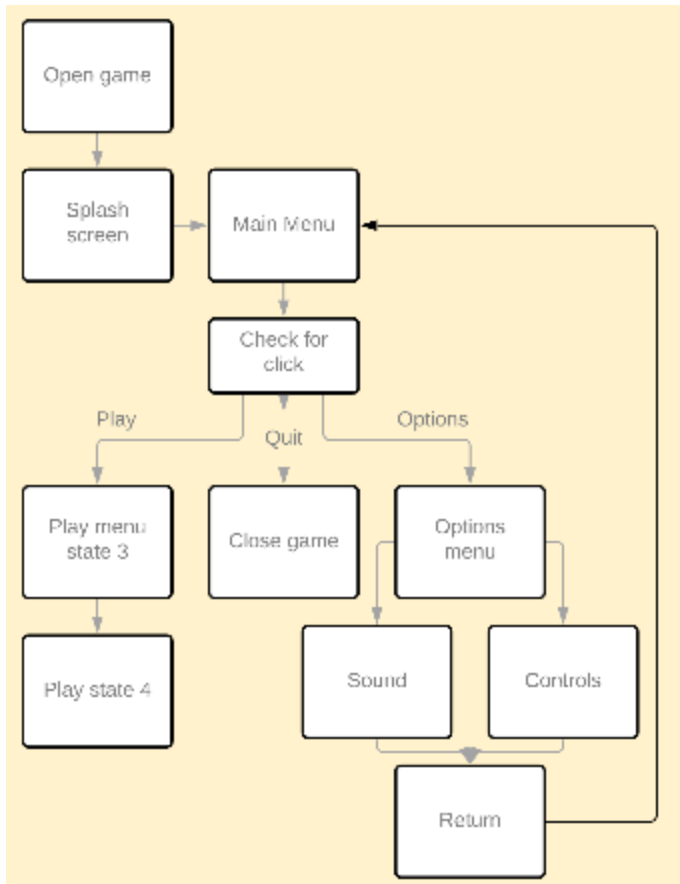 Open game
Splash
screen
Main Menu
Check for
click
Play
Quit
Options
Play menu
state 3
Close game
Options
menu
Play state 4
Sound
Controls
Return